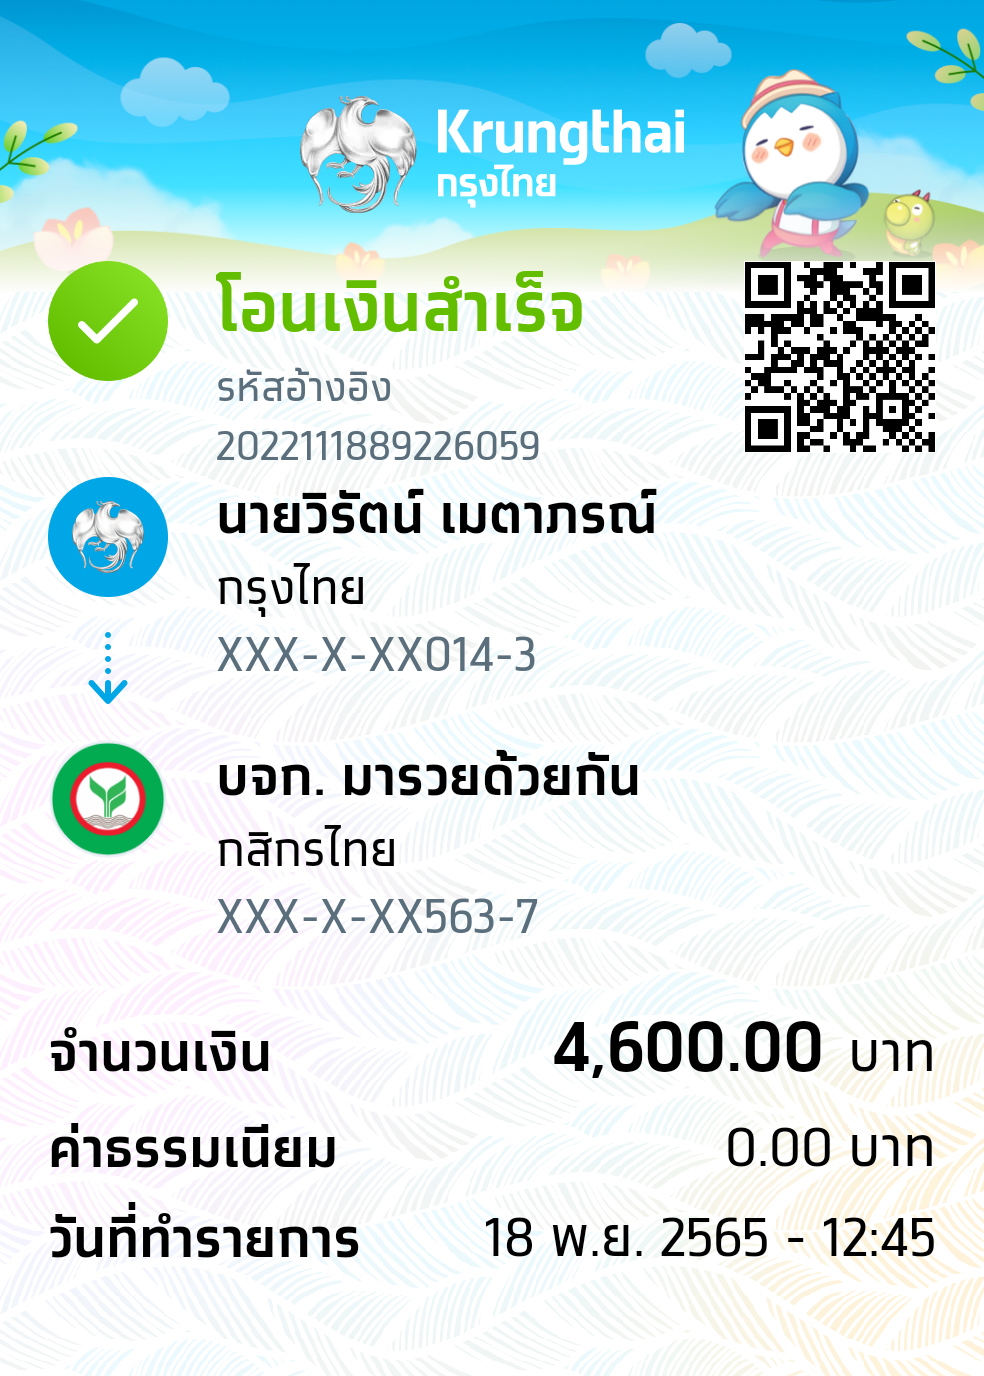 Krungthai
กรุงไทย
โอนเงินสำเร็จ
รหัสอ้างอิง
2022111889226059
นายวิรัตน์ เมตาภรณ์
กรุงไทย
XXX-X-XX014-3
บจก. มารวยด้วยกัน
กสิกรไทย
XXX-X-XX563-7
จำนวนเงิน 4,600.00 บาท
ค่าธรรมเนียม 0.00 บาท
วันที่ทำรายการ 18 พ.ย. 2565 - 12:45